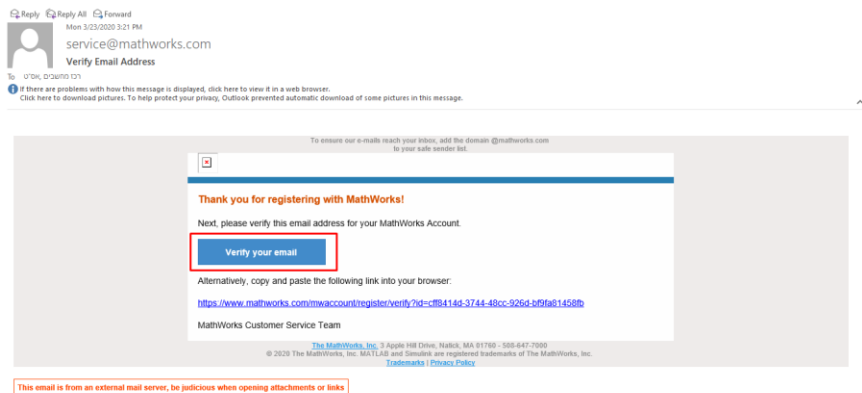 Reply Reply All Forward
Mon 3/23/2020 3:21 PM
service@mathworks.com
Verify Email Address
To רכז מחשבים, אס"ט
If there are problems with how this message is displayed, click here to view it in a web browser.
Click here to download pictures. To help protect your privacy, Outlook prevented automatic download of some pictures in this message.
To ensure our e-mails reach your inbox, add the domain @mathworks.com
to your safe sender list.
Thank you for registering with MathWorks!
Next, please verify this email address for your MathWorks Account.
Verify your email
Alternatively, copy and paste the following link into your browser:
https://www.mathworks.com/mwaccount/register/verify?id=cff8414d-3744-48cc-926d-bf9fa81458fb
MathWorks Customer Service Team
The MathWorks, Inc. 3 Apple Hill Drive, Natick, MA 01760 - 508-647-7000
© 2020 The MathWorks, Inc. MATLAB and Simulink are registered trademarks of The MathWorks, Inc.
Trademarks | Privacy Policy
This email is from an external mail server, be judicious when opening attachments or links